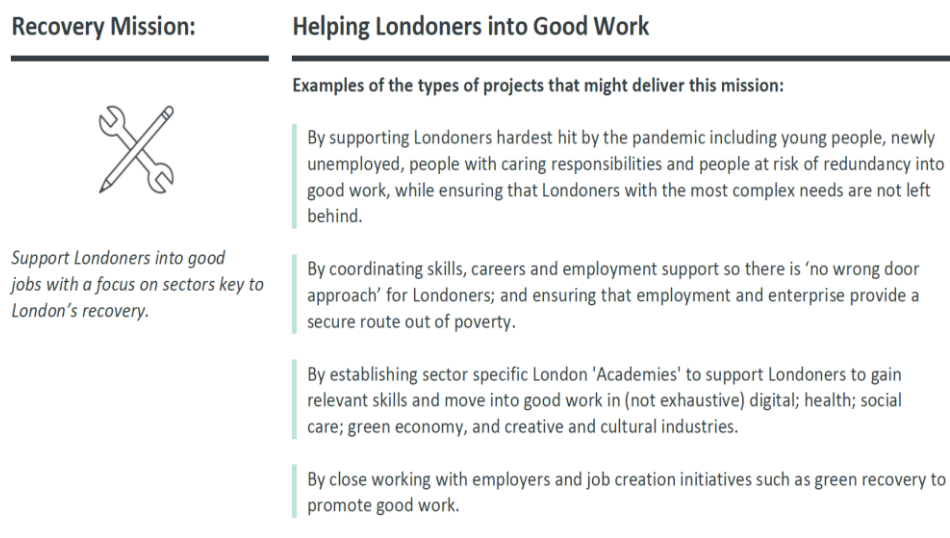 Recovery Mission:
Support Londoners into good
jobs with a focus on sectors key to
London’s recovery.
Helping Londoners into Good Work
Examples of the types of projects that might deliver this mission:
By supporting Londoners hardest hit by the pandemic including young people, newly
unemployed, people with caring responsibilities and people at risk of redundancy into
good work, while ensuring that Londoners with the most complex needs are not left
behind.
By coordinating skills, careers and employment support so there is ‘no wrong door
approach’ for Londoners; and ensuring that employment and enterprise provide a
secure route out of poverty.
By establishing sector specific London 'Academies' to support Londoners to gain
relevant skills and move into good work in (not exhaustive) digital; health; social
care; green economy, and creative and cultural industries.
By close working with employers and job creation initiatives such as green recovery to
promote good work.